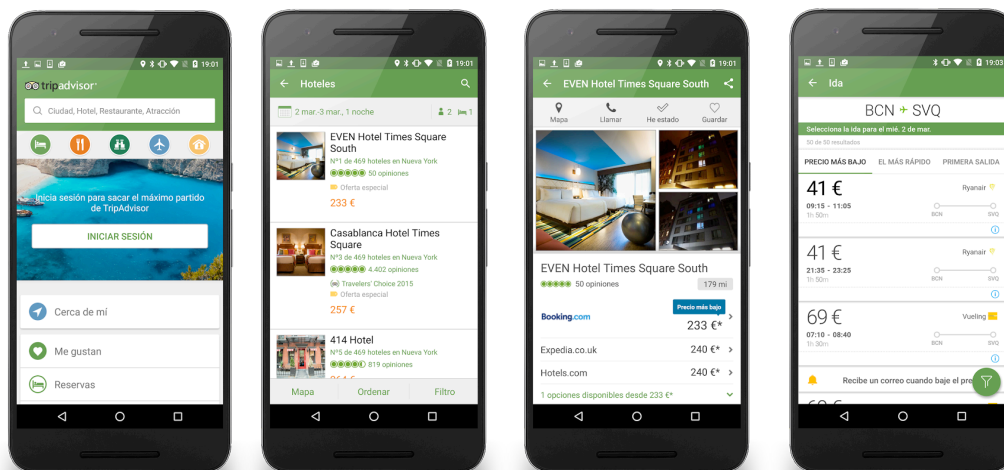 19:01
tripadvisor
Ciudad, Hotel, Restaurante, Atracción
Inicia sesión para sacar el máximo partido
de TripAdvisor
INICIAR SESIÓN
Cerca de mí
Me gustan
Reservas
19:01
Hoteles
2 mar.-3 mar., 1 noche
2
1
EVEN Hotel Times Square
South
Nº1 de 469 hoteles en Nueva York
50 opiniones
Oferta especial
233 €
Casablanca Hotel Times
Square
Nº3 de 469 hoteles en Nueva York
4.402 opiniones
Travelers' Choice 2015
Oferta especial
257 €
414 Hotel
Nº5 de 469 hoteles en Nueva York
819 opiniones
Mapa
Ordenar
Filtro
19:01
EVEN Hotel Times Square South
Mapa
Llamar
He estado
Guardar
EVEN Hotel Times Square South
50 opiniones
179 mi
Precio más bajo
Booking.com
233 €*
Expedia.co.uk
240 €*
Hotels.com
240 €*
1 opciones disponibles desde 233 €*
19:03
Ida
BCN SVQ
Selecciona la ida para el mié. 2 de mar.
50 de 50 resultados
PRECIO MÁS BAJO
EL MÁS RÁPIDO
PRIMERA SALIDA
41 €
Ryanair
09:15 - 11:05
1h 50m
BCN
SVQ
41 €
Ryanair
21:35 - 23:25
1h 50m
BCN
SVQ
69 €
Vueling
07:10 - 08:40
1h 30m
BCN
SVQ
Recibe un correo cuando baje el pre